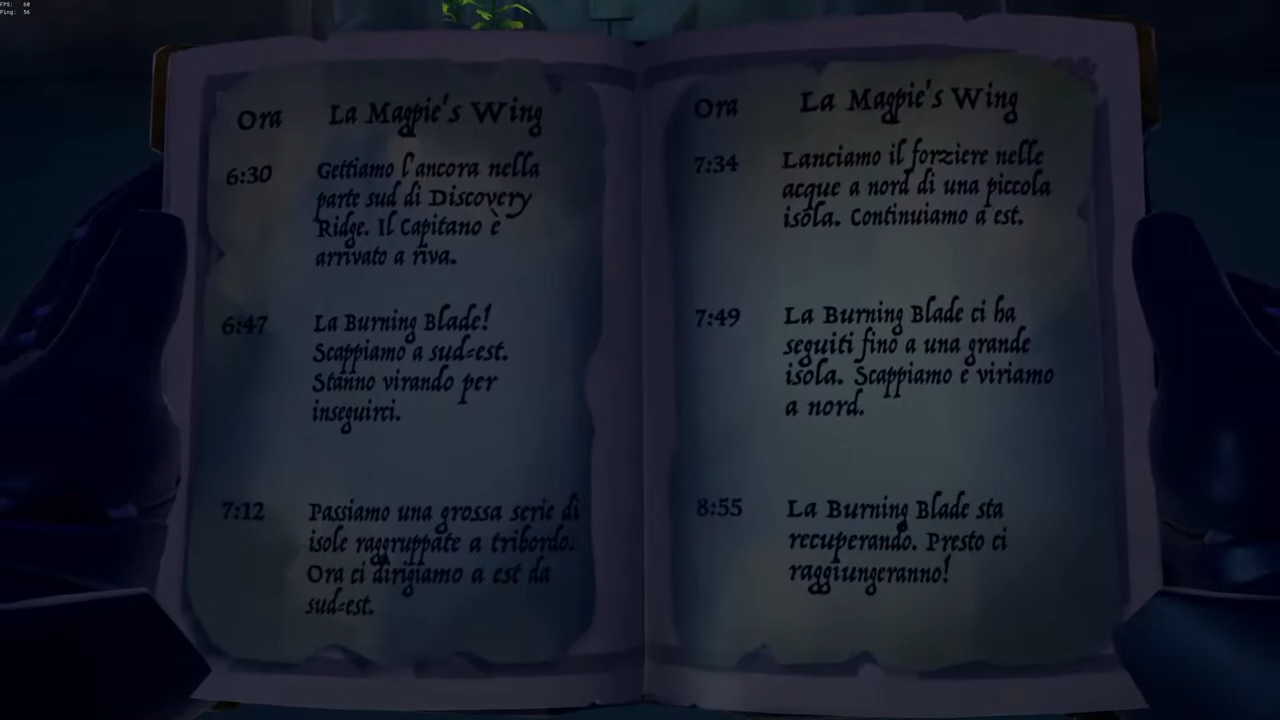 FPS: 60
Ping: 56
Ora La Magpie's Wing
6:30 Gettiamo l'ancora nella
parte sud di Discovery
Ridge. Il Capitano è
arrivato a riva.
6:47 La Burning Blade!
Scappiamo a sud-est.
Stanno virando per
inseguirci.
7:12 Passiamo una grossa serie di
isole raggruppate a tribordo.
Ora ci dirigiamo a est da
sud-est.
Ora La Magpie's Wing
7:34 Lanciamo il forziere nelle
acque a nord di una piccola
isola. Continuiamo a est.
7:49 La Burning Blade ci ha
seguiti fino a una grande
isola. Scappiamo e viriamo
a nord.
8:55 La Burning Blade sta
recuperando. Presto ci
raggiungeranno!